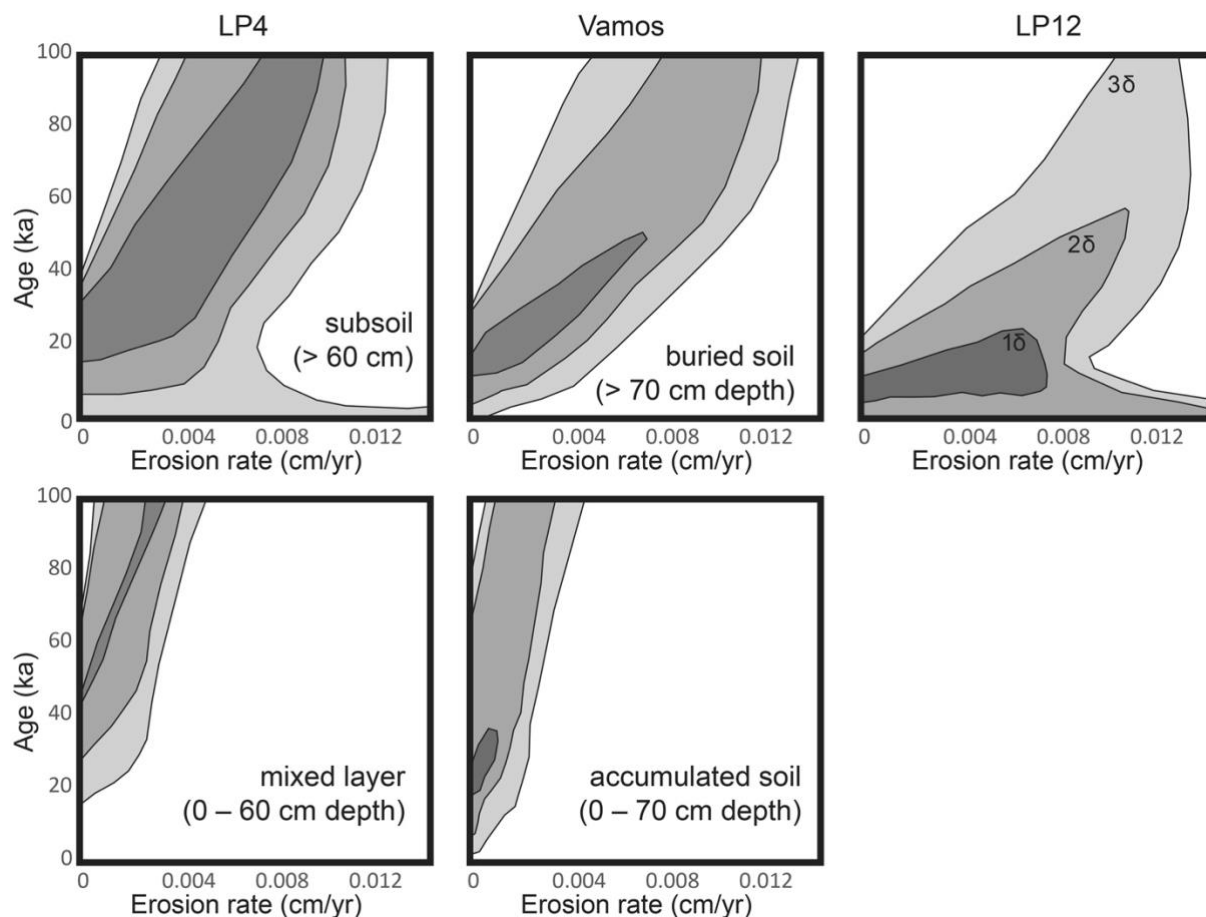 LP4
Vamos
LP12
100
80
60
40
20
0
Age (ka)
subsoil
(> 60 cm)
0 0.004 0.008 0.012
Erosion rate (cm/yr)
buried soil
(> 70 cm depth)
0 0.004 0.008 0.012
Erosion rate (cm/yr)
3δ
2δ
1δ
0 0.004 0.008 0.012
Erosion rate (cm/yr)
100
80
60
40
20
0
Age (ka)
mixed layer
(0 – 60 cm depth)
0 0.004 0.008 0.012
Erosion rate (cm/yr)
accumulated soil
(0 – 70 cm depth)
0 0.004 0.008 0.012
Erosion rate (cm/yr)